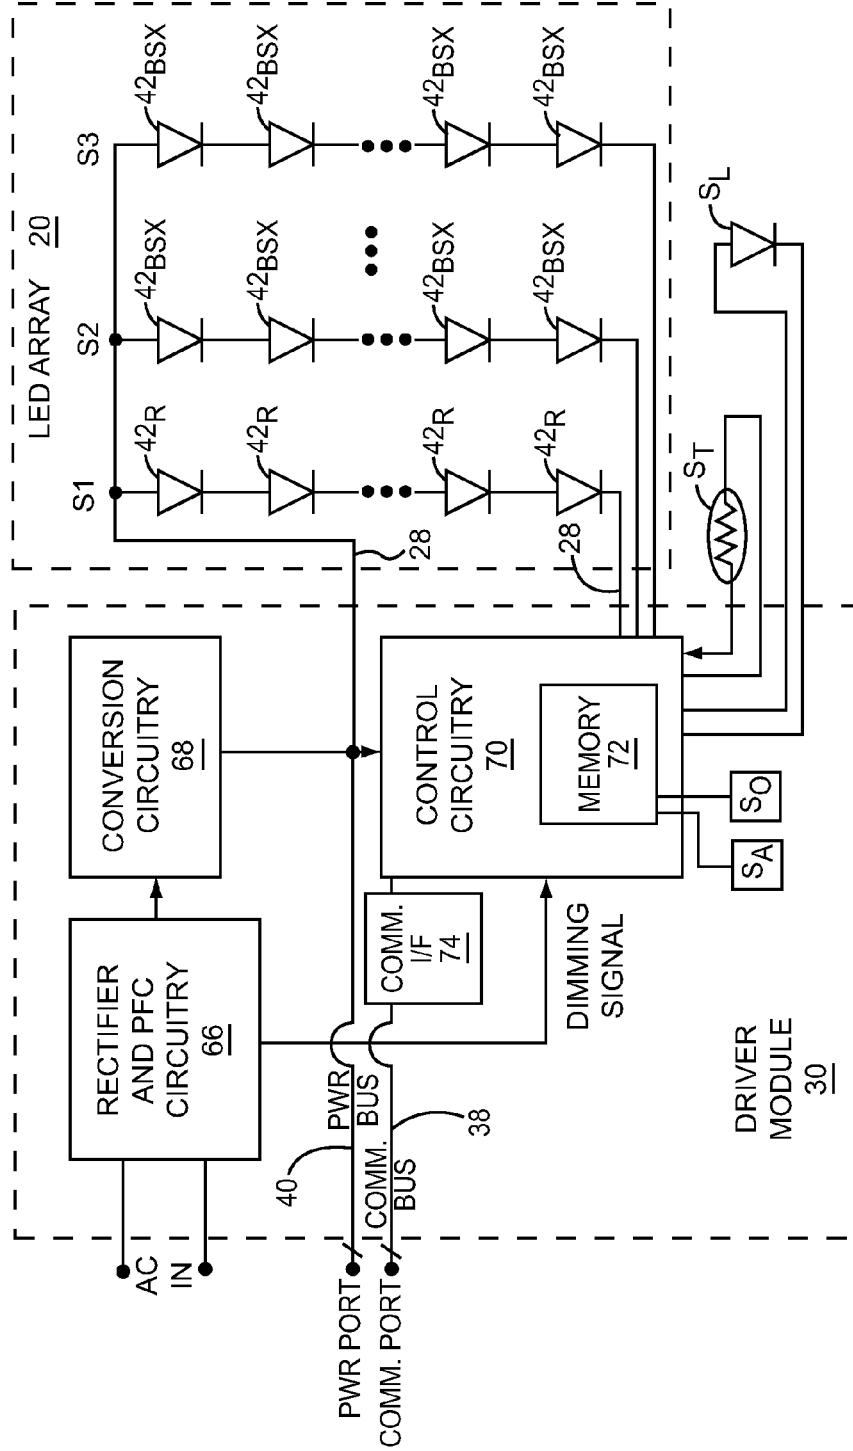 LED ARRAY 20
S1
S2
S3
42R
42R
42R
42R
42BSX
42BSX
42BSX
42BSX
42BSX
42BSX
42BSX
42BSX
28
28
ST
SL
CONVERSION
CIRCUITRY
68
RECTIFIER
AND PFC
CIRCUITRY
66
CONTROL
CIRCUITRY
70
MEMORY
72
COMM.
I/F
74
DIMMING
SIGNAL
SA
SO
PWR
BUS
40
COMM.
BUS
38
AC
IN
PWR PORT
COMM. PORT
DRIVER
MODULE
30